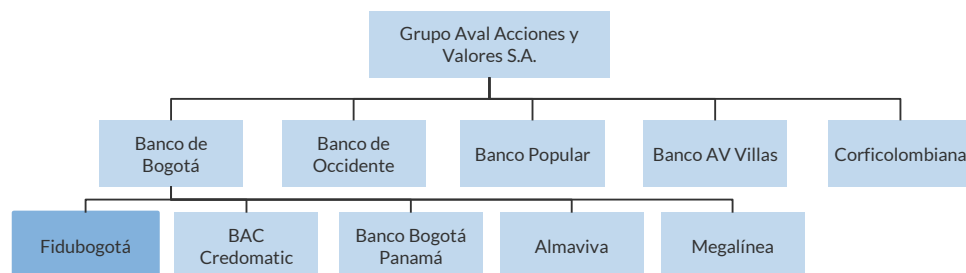 Grupo Aval Acciones y
Valores S.A.
Banco de
Bogotá
Banco de
Occidente
Banco Popular
Banco AV Villas
Corficolombiana
Fidubogotá
BAC
Credomatic
Banco Bogotá
Panamá
Almaviva
Megalínea